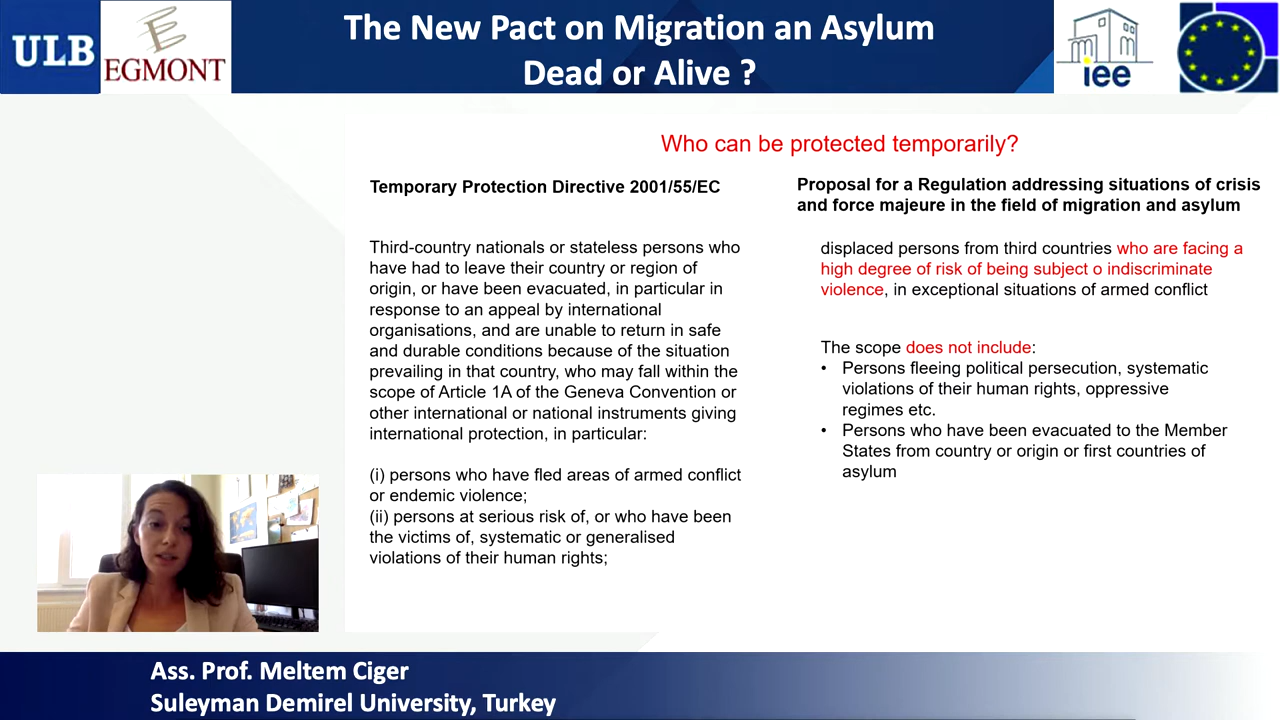 ULB
EGMONT
The New Pact on Migration an Asylum
Dead or Alive ?
iee
Who can be protected temporarily?
Temporary Protection Directive 2001/55/EC
Third-country nationals or stateless persons who
have had to leave their country or region of
origin, or have been evacuated, in particular in
response to an appeal by international
organisations, and are unable to return in safe
and durable conditions because of the situation
prevailing in that country, who may fall within the
scope of Article 1A of the Geneva Convention or
other international or national instruments giving
international protection, in particular:
(i) persons who have fled areas of armed conflict
or endemic violence;
(ii) persons at serious risk of, or who have been
the victims of, systematic or generalised
violations of their human rights;
Proposal for a Regulation addressing situations of crisis
and force majeure in the field of migration and asylum
displaced persons from third countries who are facing a
high degree of risk of being subject o indiscriminate
violence, in exceptional situations of armed conflict
The scope does not include:
• Persons fleeing political persecution, systematic
violations of their human rights, oppressive
regimes etc.
• Persons who have been evacuated to the Member
States from country or origin or first countries of
asylum
Ass. Prof. Meltem Ciger
Suleyman Demirel University, Turkey